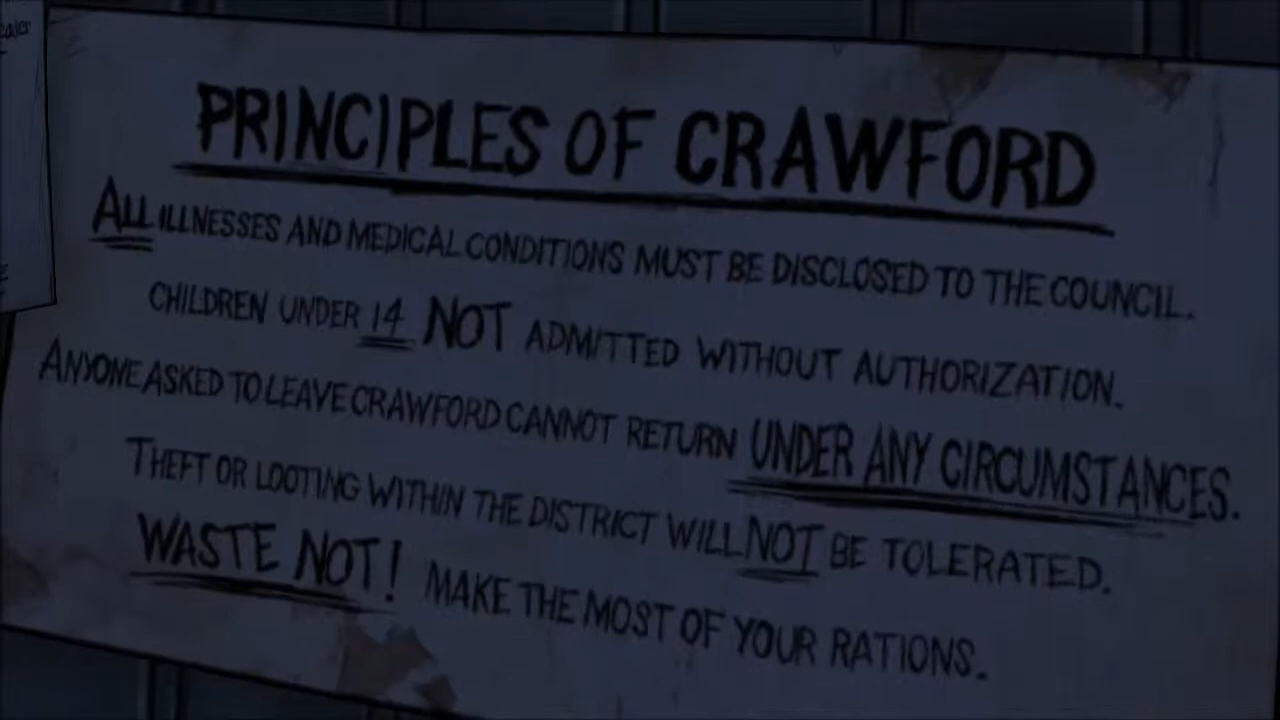 PRINCIPLES OF CRAWFORD
ALL ILLNESSES AND MEDICAL CONDITIONS MUST BE DISCLOSED TO THE COUNCIL.
CHILDREN UNDER 14 NOT ADMITTED WITHOUT AUTHORIZATION.
ANYONE ASKED TO LEAVE CRAWFORD CANNOT RETURN UNDER ANY CIRCUMSTANCES.
THEFT OR LOOTING WITHIN THE DISTRICT WILL NOT BE TOLERATED.
WASTE NOT! MAKE THE MOST OF YOUR RATIONS.